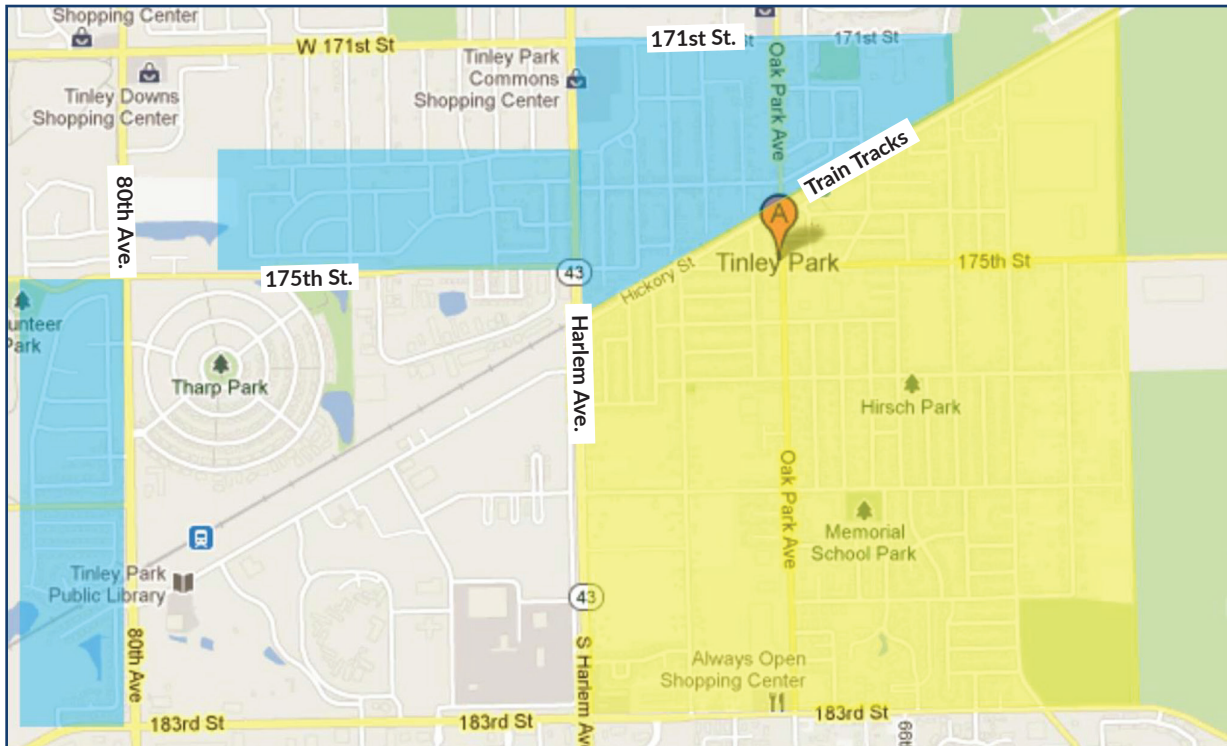 Shopping Center
W 171st St
171st St.
St
171st St
Tinley Park
Commons
Shopping Center
Tinley Downs
Shopping Center
Oak Park Ave
Train Tracks
80th Ave.
A
Tinley Park
175th St
43
175th St.
Hickory St
unteer
Park
Harlem Ave.
Tharp Park
Hirsch Park
Oak Park Ave
Memorial
School Park
Tinley Park
Public Library
43
80th Ave
S Harlem Av
Always Open
Shopping Center
183rd St
183rd St
183rd St
66t